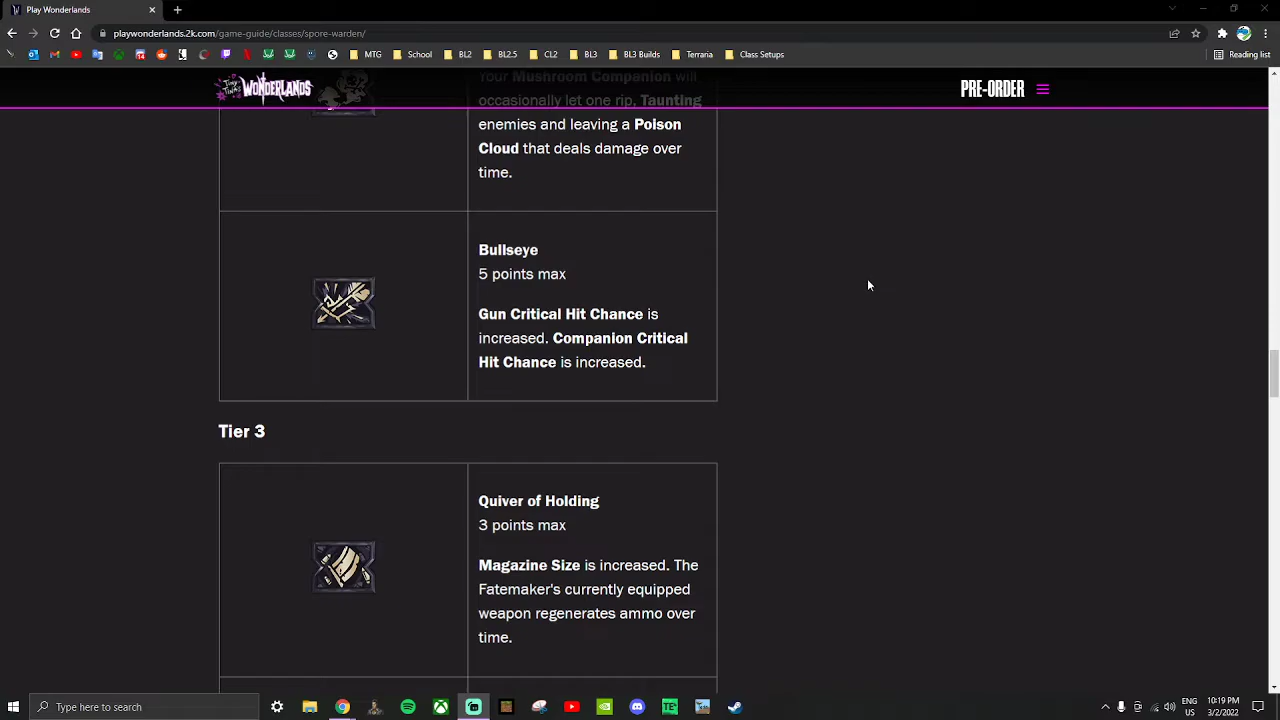 Play Wonderlands
playwonderlands.2k.com/game-guide/classes/spore-warden/
Reading list
MTG
School
BL2
BL2.5
CL2
BL3
BL3 Builds
Terraria
Class Setups
Tiny Tina's
WONDERLANDS
PRE-ORDER
Your Mushroom Companion will
occasionally let one rip, Taunting
enemies and leaving a Poison
Cloud that deals damage over
time.
Bullseye
5 points max
Gun Critical Hit Chance is
increased. Companion Critical
Hit Chance is increased.
Tier 3
Quiver of Holding
3 points max
Magazine Size is increased. The
Fatemaker's currently equipped
weapon regenerates ammo over
time.
Type here to search
ENG
US
10:19 PM
3/2/2022